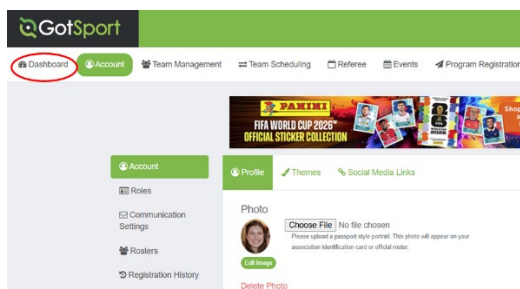 GotSport
Dashboard Account Team Management Team Scheduling Referee Events Program Registration
PANINI
FIFA WORLD CUP 2026™
OFFICIAL STICKER COLLECTION
Account
Roles
Communication
Settings
Rosters
Registration History
Profile Themes Social Media Links
Photo
Choose File No file chosen
Please upload a passport style portrait. This photo will appear on your
association identification card or official roster.
Edit Image
Delete Photo